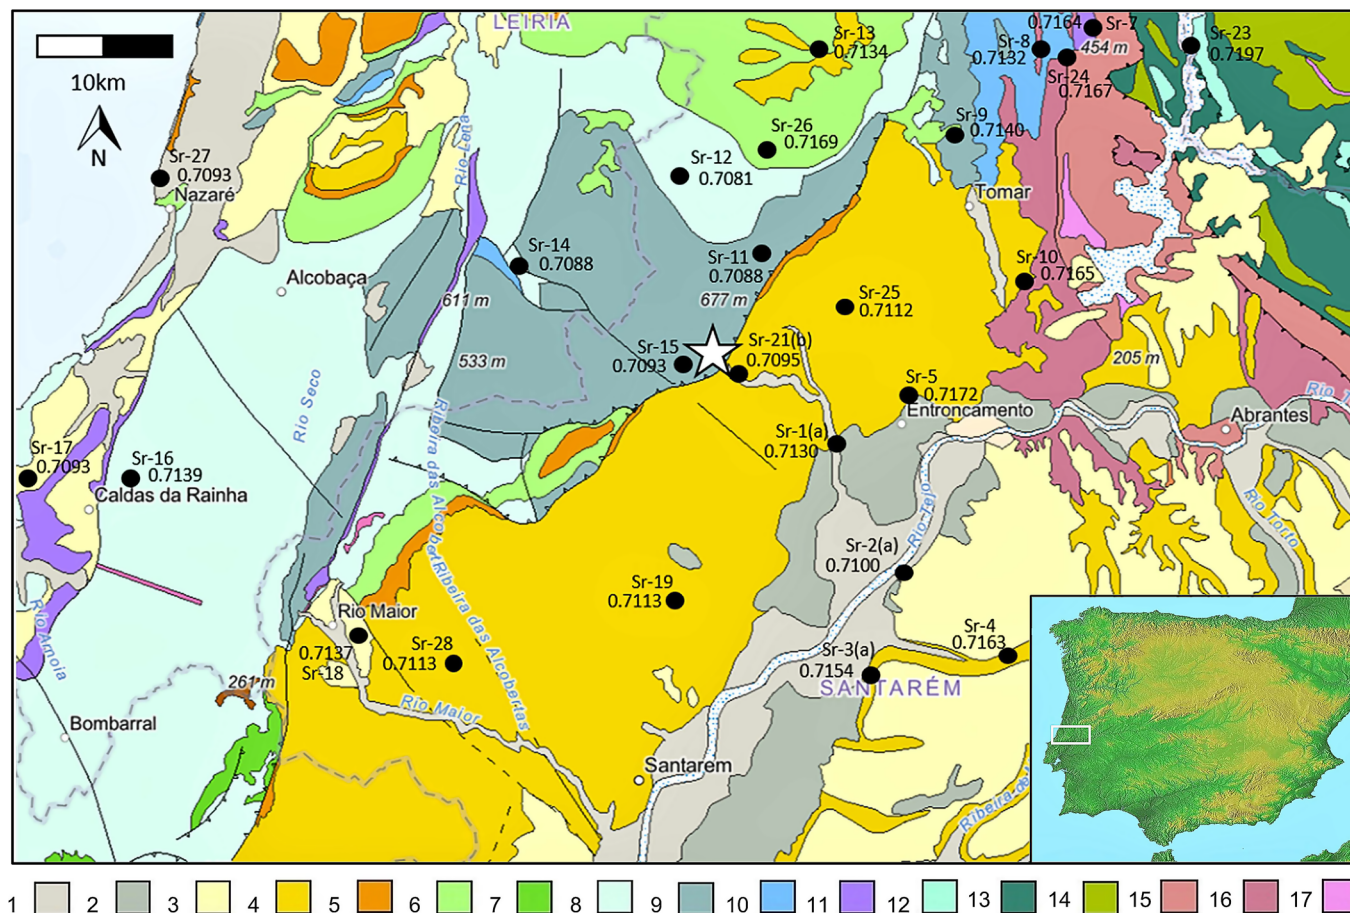 LEIRIA
10km
N
Sr-13
0.7134
0.7164
Sr-7
Sr-8
0.7132
454 m
Sr-24
0.7167
Sr-23
0.7197
Sr-27
0.7093
Nazaré
Rio Lena
Sr-26
0.7169
Sr-12
0.7081
Sr-9
0.7140
Tomar
Sr-14
0.7088
Sr-11
0.7088
Sr-10
0.7165
Alcobaça
611 m
677 m
Sr-25
0.7112
533 m
Sr-15
0.7093
Sr-21(b)
0.7095
205 m
Rio Seco
Sr-5
0.7172
Entroncamento
Abrantes
Sr-17
0.7093
Sr-16
0.7139
Caldas da Rainha
Ribeira das Alcobertas
Sr-1(a)
0.7130
Rio Tejo
Rio Torto
Sr-2(a)
0.7100
Sr-19
0.7113
Rio Maior
Ribeira das Alcobertas
Sr-4
0.7163
Sr-3(a)
0.7154
SANTARÉM
0.7137
Sr-18
Sr-28
0.7113
Rio Arnoia
261 m
Rio Maior
Bombarral
Santarem
Ribeira de
1 2 3 4 5 6 7 8 9 10 11 12 13 14 15 16 17